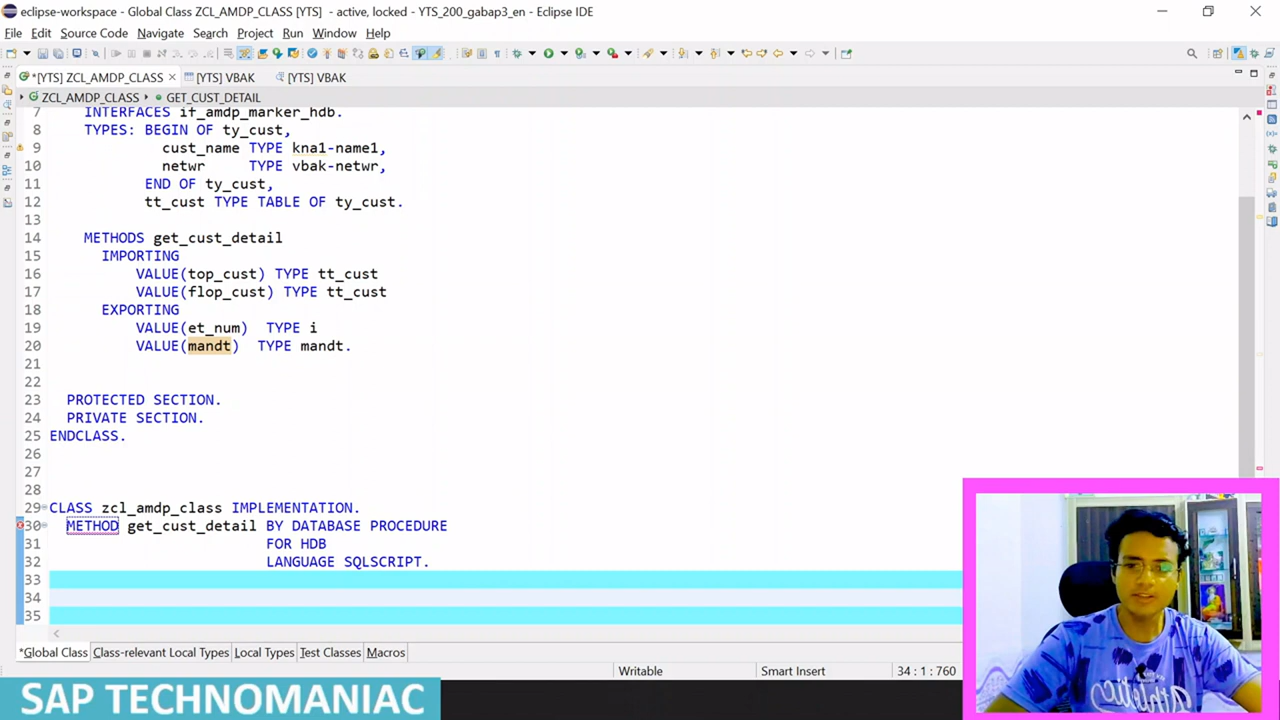 eclipse-workspace - Global Class ZCL_AMDP_CLASS [YTS] - active, locked - YTS_200_gabap3_en - Eclipse IDE
File Edit Source Code Navigate Search Project Run Window Help
*[YTS] ZCL_AMDP_CLASS [YTS] VBAK [YTS] VBAK
ZCL_AMDP_CLASS GET_CUST_DETAIL
7 INTERFACES if_amdp_marker_hdb.
8 TYPES: BEGIN OF ty_cust,
9 cust_name TYPE kna1-name1,
10 netwr TYPE vbak-netwr,
11 END OF ty_cust,
12 tt_cust TYPE TABLE OF ty_cust.
13
14 METHODS get_cust_detail
15 IMPORTING
16 VALUE(top_cust) TYPE tt_cust
17 VALUE(flop_cust) TYPE tt_cust
18 EXPORTING
19 VALUE(et_num) TYPE i
20 VALUE(mandt) TYPE mandt.
21
22
23 PROTECTED SECTION.
24 PRIVATE SECTION.
25 ENDCLASS.
26
27
28
29 CLASS zcl_amdp_class IMPLEMENTATION.
30 METHOD get_cust_detail BY DATABASE PROCEDURE
31 FOR HDB
32 LANGUAGE SQLSCRIPT.
33
34
35
*Global Class Class-relevant Local Types Local Types Test Classes Macros
Writable Smart Insert 34 : 1 : 760
SAP TECHNOMANIAC